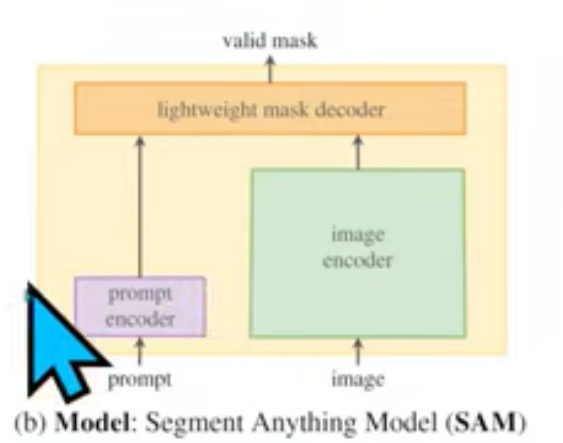 valid mask
lightweight mask decoder
image
encoder
prompt
encoder
prompt
image
(b) Model: Segment Anything Model (SAM)